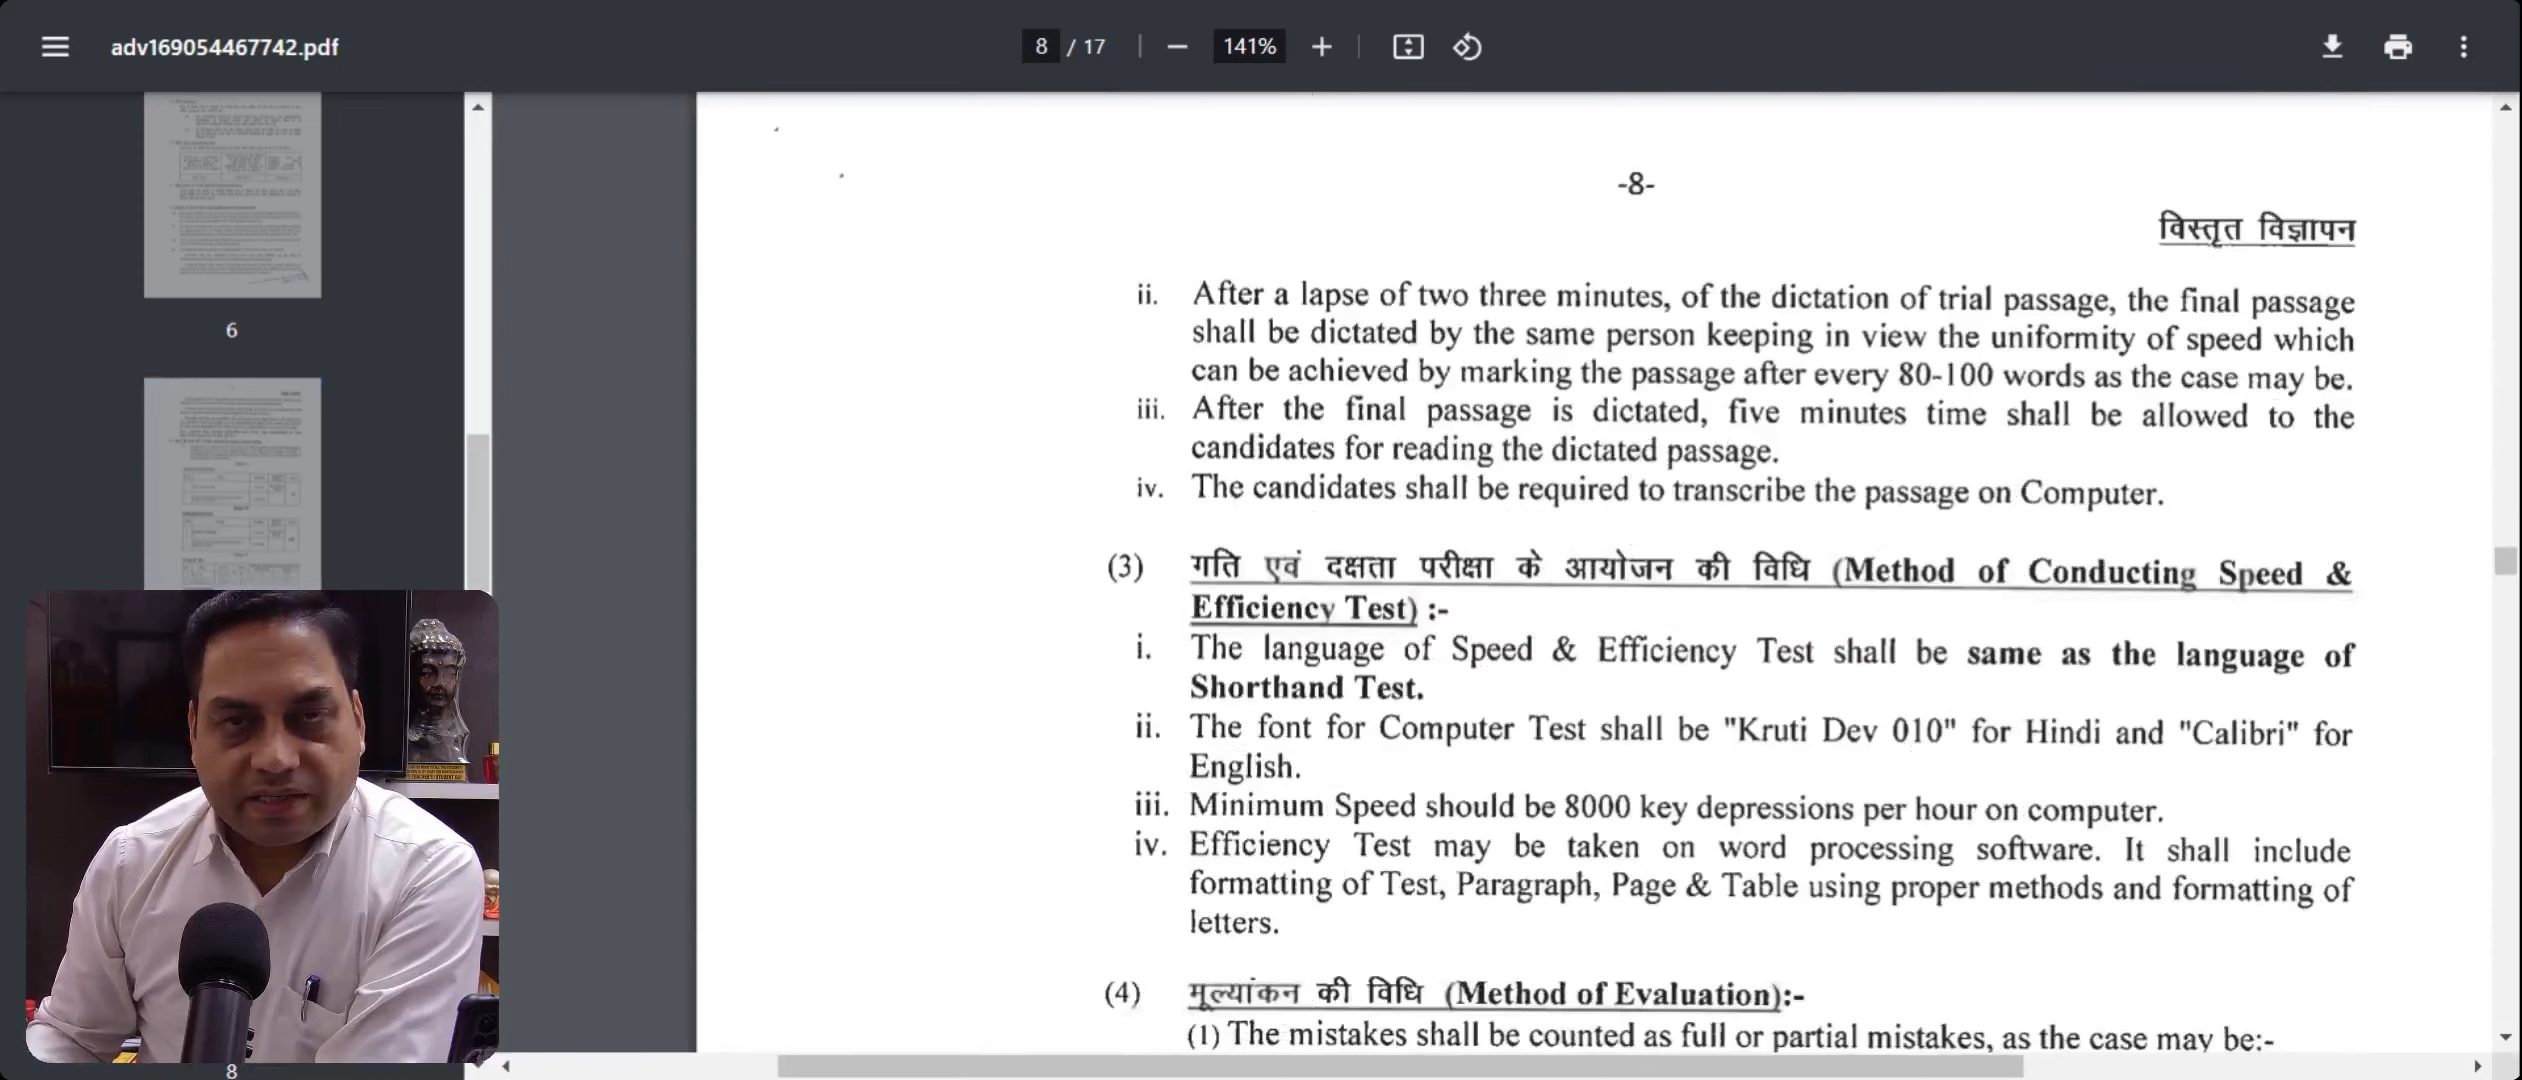 adv169054467742.pdf
8 / 17
141%
6
8
-8-
विस्तृत विज्ञापन
ii. After a lapse of two three minutes, of the dictation of trial passage, the final passage
shall be dictated by the same person keeping in view the uniformity of speed which
can be achieved by marking the passage after every 80-100 words as the case may be.
iii. After the final passage is dictated, five minutes time shall be allowed to the
candidates for reading the dictated passage.
iv. The candidates shall be required to transcribe the passage on Computer.
(3) गति एवं दक्षता परीक्षा के आयोजन की विधि (Method of Conducting Speed &
Efficiency Test) :-
i. The language of Speed & Efficiency Test shall be same as the language of
Shorthand Test.
ii. The font for Computer Test shall be "Kruti Dev 010" for Hindi and "Calibri" for
English.
iii. Minimum Speed should be 8000 key depressions per hour on computer.
iv. Efficiency Test may be taken on word processing software. It shall include
formatting of Test, Paragraph, Page & Table using proper methods and formatting of
letters.
(4) मूल्यांकन की विधि (Method of Evaluation):-
(1) The mistakes shall be counted as full or partial mistakes, as the case may be:-